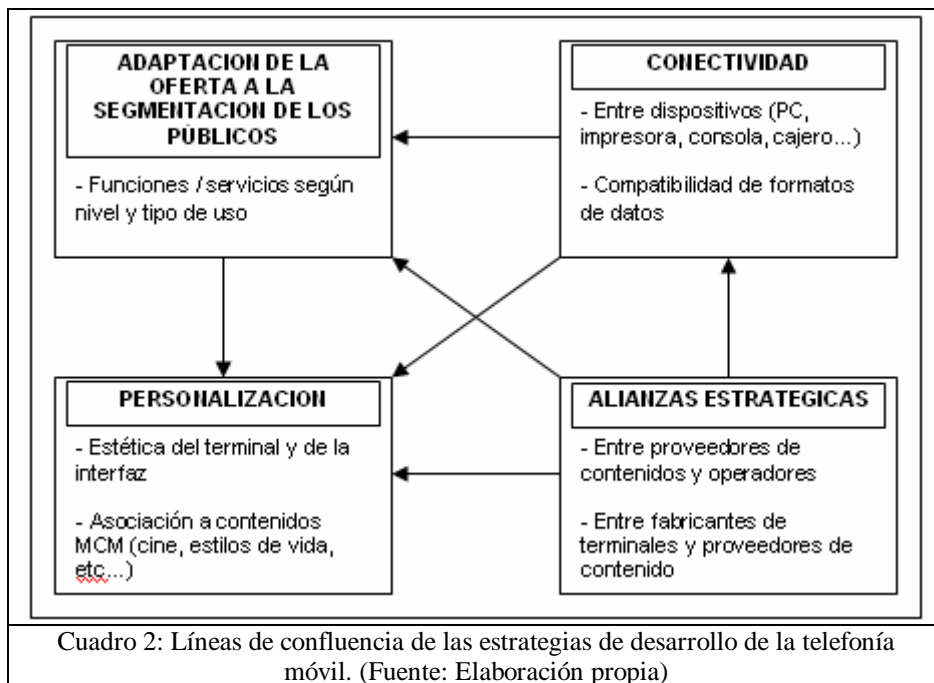 ADAPTACION DE LA
OFERTA A LA
SEGMENTACION DE LOS
PÚBLICOS
- Funciones / servicios según
nivel y tipo de uso
CONECTIVIDAD
- Entre dispositivos (PC,
impresora, consola, cajero...)
- Compatibilidad de formatos
de datos
PERSONALIZACION
- Estética del terminal y de la
interfaz
- Asociación a contenidos
MCM (cine, estilos de vida,
etc...)
ALIANZAS ESTRATEGICAS
- Entre proveedores de
contenidos y operadores
- Entre fabricantes de
terminales y proveedores de
contenido
Cuadro 2: Líneas de confluencia de las estrategias de desarrollo de la telefonía
móvil. (Fuente: Elaboración propia)